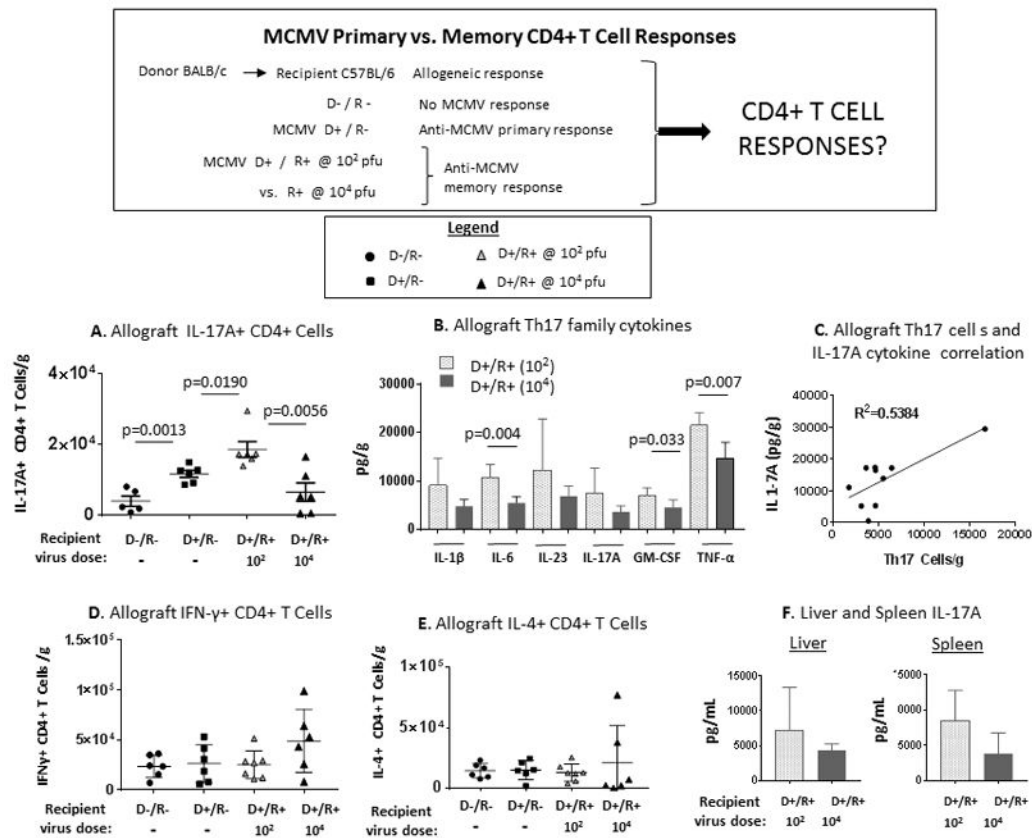 MCMV Primary vs. Memory CD4+ T Cell Responses
Donor BALB/c Recipient C57BL/6 Allogeneic response
D-/ R - No MCMV response
MCMV D+ / R- Anti-MCMV primary response
MCMV D+ / R+ @ 10² pfu
vs. R+ @ 10⁴ pfu
Anti-MCMV
memory response
CD4+ T CELL
RESPONSES?
Legend
D-/R- D+/R+ @ 10² pfu
D+/R- D+/R+ @ 10⁴ pfu
A. Allograft IL-17A+ CD4+ Cells
IL-17A+ CD4+ T Cells/g
4×10⁴
2×10⁴
0
p=0.0013
p=0.0190
p=0.0056
D-/R- D+/R- D+/R+ D+/R+
Recipient
virus dose: - - 10² 10⁴
B. Allograft Th17 family cytokines
D+/R+ (10²)
D+/R+ (10⁴)
pg/g
30000
20000
10000
0
p=0.004
p=0.033
p=0.007
IL-1β IL-6 IL-23 IL-17A GM-CSF TNF-α
C. Allograft Th17 cell s and
IL-17A cytokine correlation
IL 1-7A (pg/g)
40000
30000
20000
10000
0
R²=0.5384
0 5000 10000 15000 20000
Th17 Cells/g
D. Allograft IFN-γ+ CD4+ T Cells
IFNγ+ CD4+ T Cells/g
1.5×10⁵
1×10⁵
5×10⁴
0
D-/R- D+/R- D+/R+ D+/R+
Recipient
virus dose: - - 10² 10⁴
E. Allograft IL-4+ CD4+ T Cells
IL-4+ CD4+ T Cells/g
1×10⁵
5×10⁴
0
D-/R- D+/R- D+/R+ D+/R+
Recipient
virus dose: - - 10² 10⁴
F. Liver and Spleen IL-17A
Liver
pg/mL
15000
10000
5000
0
D+/R+ D+/R+
10² 10⁴
Spleen
pg/mL
15000
0000
5000
0
D+/R+ D+/R+
10² 10⁴
Recipient
virus dose: